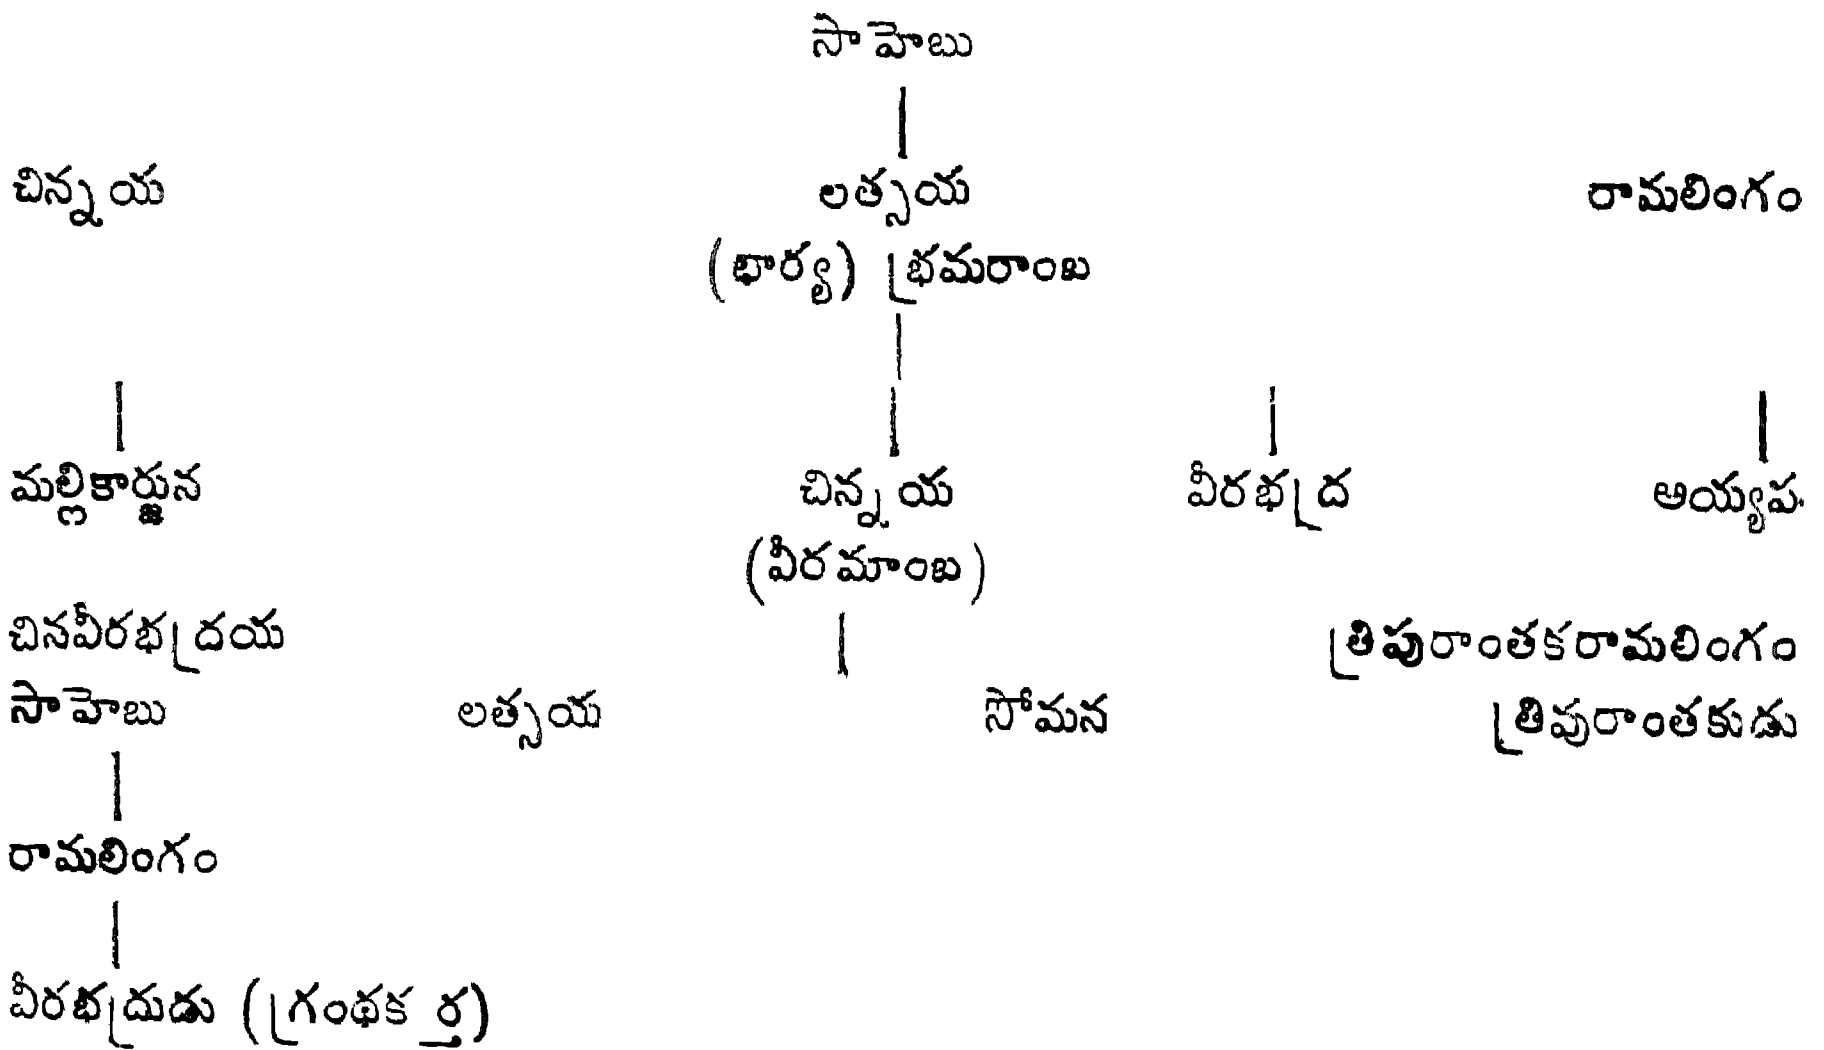 సాహెబు
చిన్నయ లత్సయ రామలింగం
(భార్య) భ్రమరాంబ
మల్లికార్జున చిన్నయ వీరభద్ర అయ్యప
(వీరమాంబ)
చినవీరభద్రయ త్రిపురాంతకరామలింగం
సాహెబు లత్సయ సోమన త్రిపురాంతకుడు
రామలింగం
వీరభద్రుడు (గ్రంథకర్త)